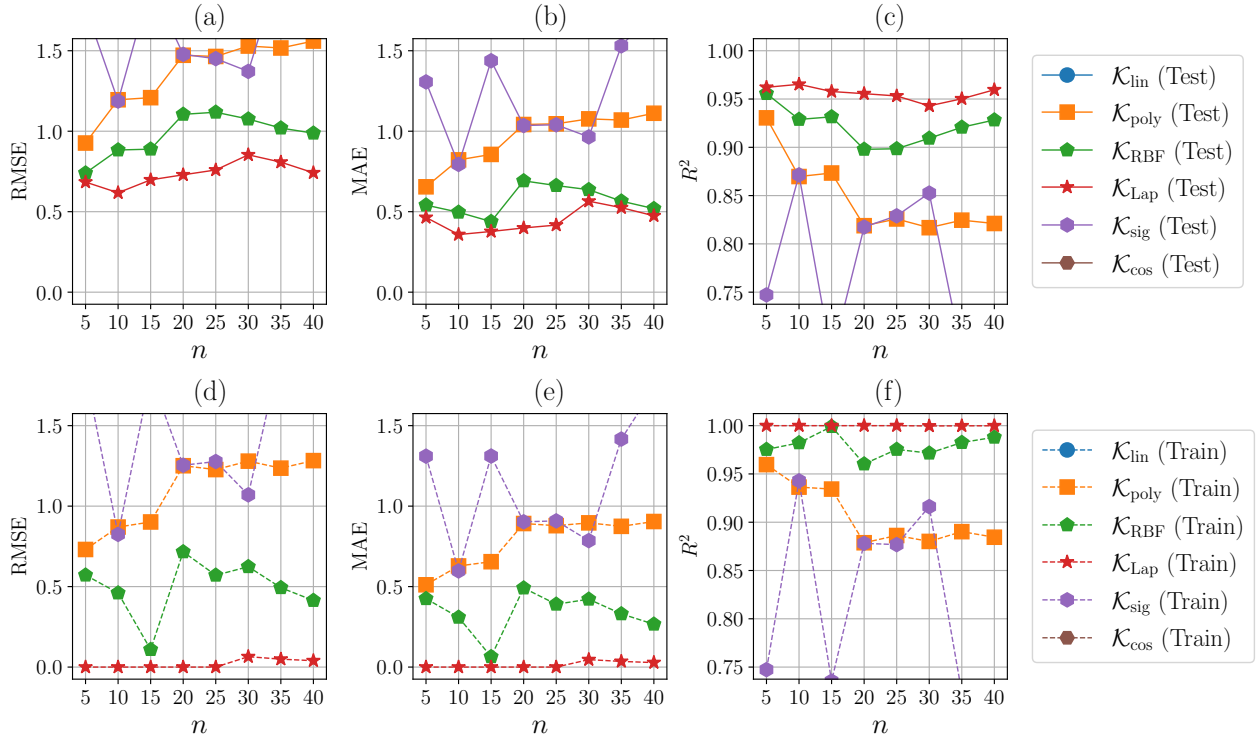 (a)
RMSE
1.5
1.0
0.5
0.0
5 10 15 20 25 30 35 40
n
(b)
MAE
1.5
1.0
0.5
0.0
5 10 15 20 25 30 35 40
n
(c)
R²
1.00
0.95
0.90
0.85
0.80
0.75
5 10 15 20 25 30 35 40
n
𝒦lin (Test)
𝒦poly (Test)
𝒦RBF (Test)
𝒦Lap (Test)
𝒦sig (Test)
𝒦cos (Test)
(d)
RMSE
1.5
1.0
0.5
0.0
5 10 15 20 25 30 35 40
n
(e)
MAE
1.5
1.0
0.5
0.0
5 10 15 20 25 30 35 40
n
(f)
R²
1.00
0.95
0.90
0.85
0.80
0.75
5 10 15 20 25 30 35 40
n
𝒦lin (Train)
𝒦poly (Train)
𝒦RBF (Train)
𝒦Lap (Train)
𝒦sig (Train)
𝒦cos (Train)